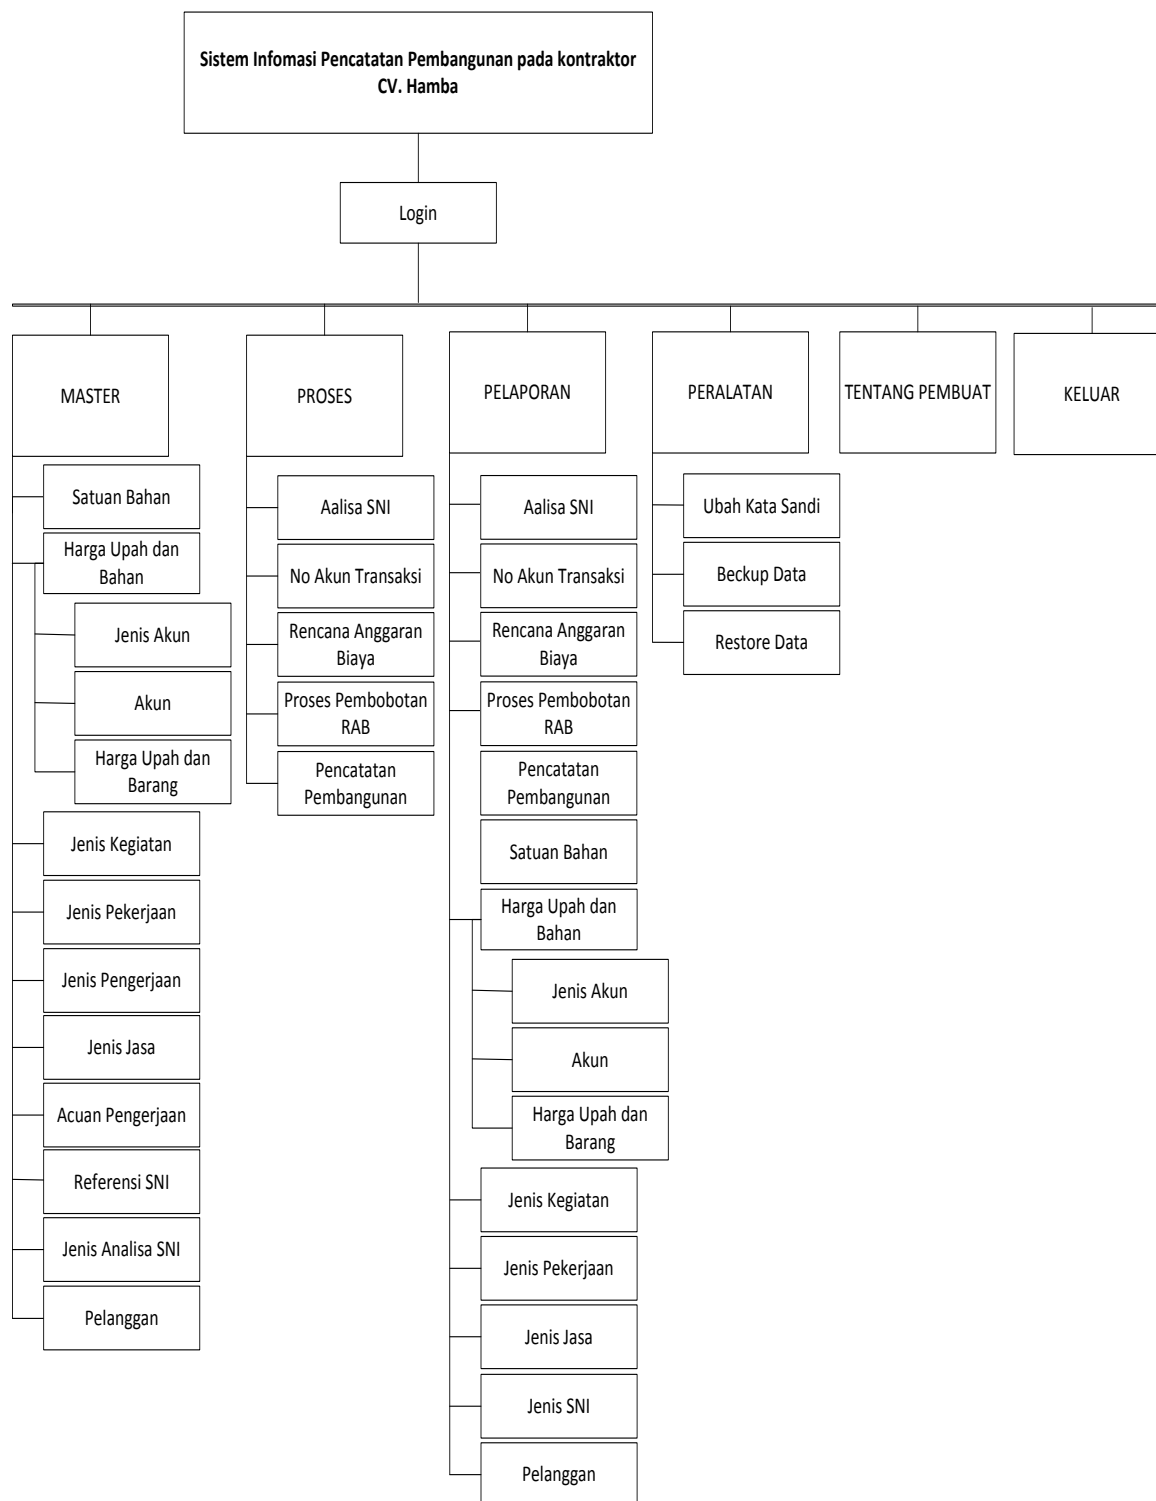 Sistem Infomasi Pencatatan Pembangunan pada kontraktor
CV. Hamba
Login
MASTER
Satuan Bahan
Harga Upah dan
Bahan
Jenis Akun
Akun
Harga Upah dan
Barang
Jenis Kegiatan
Jenis Pekerjaan
Jenis Pengerjaan
Jenis Jasa
Acuan Pengerjaan
Referensi SNI
Jenis Analisa SNI
Pelanggan
PROSES
Aalisa SNI
No Akun Transaksi
Rencana Anggaran
Biaya
Proses Pembobotan
RAB
Pencatatan
Pembangunan
PELAPORAN
Aalisa SNI
No Akun Transaksi
Rencana Anggaran
Biaya
Proses Pembobotan
RAB
Pencatatan
Pembangunan
Satuan Bahan
Harga Upah dan
Bahan
Jenis Akun
Akun
Harga Upah dan
Barang
Jenis Kegiatan
Jenis Pekerjaan
Jenis Jasa
Jenis SNI
Pelanggan
PERALATAN
Ubah Kata Sandi
Beckup Data
Restore Data
TENTANG PEMBUAT
KELUAR